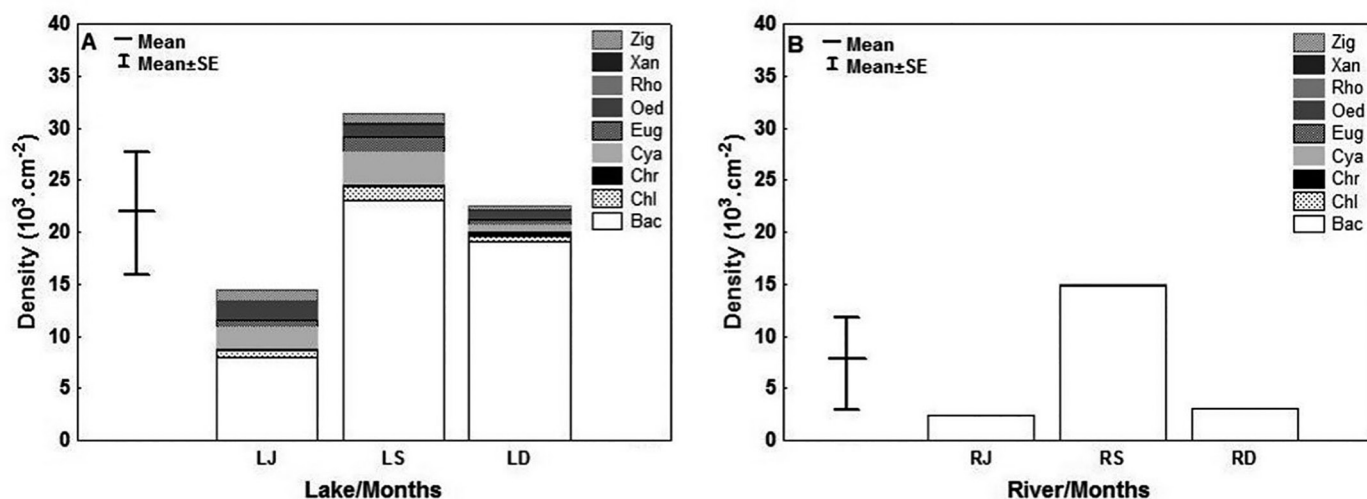 A
Mean
Mean±SE
Zig
Xan
Rho
Oed
Eug
Cya
Chr
Chl
Bac
40
35
30
25
20
15
10
5
0
Density (10³.cm⁻²)
LJ LS LD
Lake/Months
B
Mean
Mean±SE
Zig
Xan
Rho
Oed
Eug
Cya
Chr
Chl
Bac
40
35
30
25
20
15
10
5
0
Density (10³.cm⁻²)
RJ RS RD
River/Months